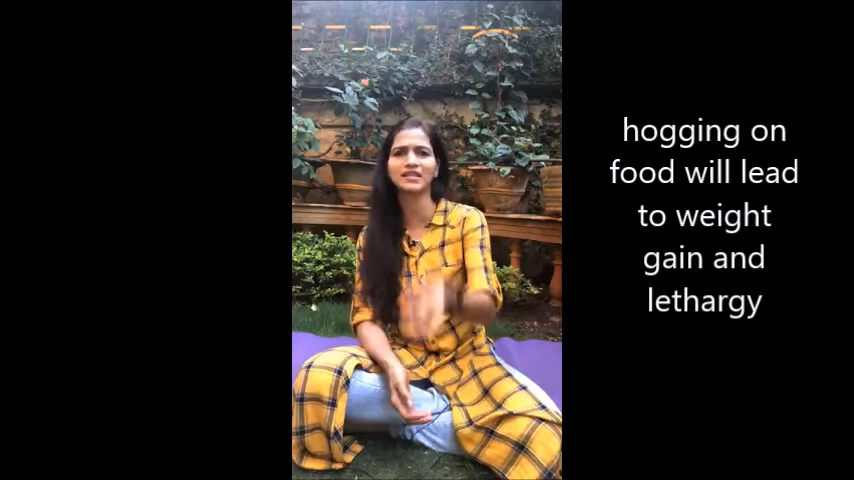 hogging on
food will lead
to weight
gain and
lethargy